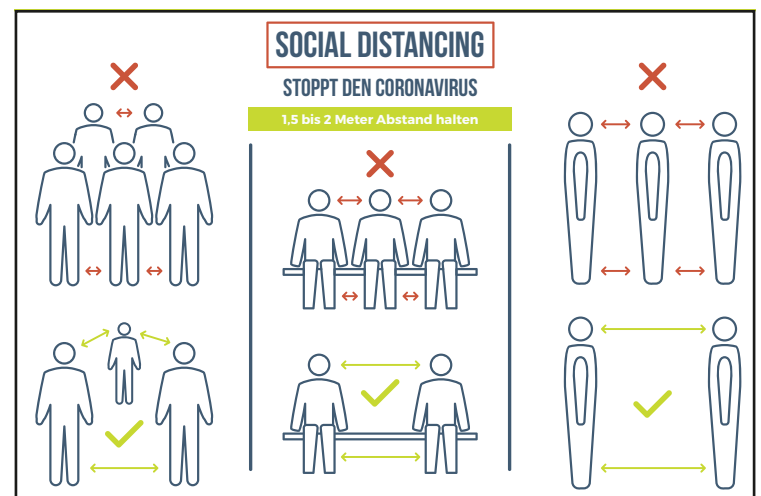 SOCIAL DISTANCING
STOPPT DEN CORONAVIRUS
1,5 bis 2 Meter Abstand halten